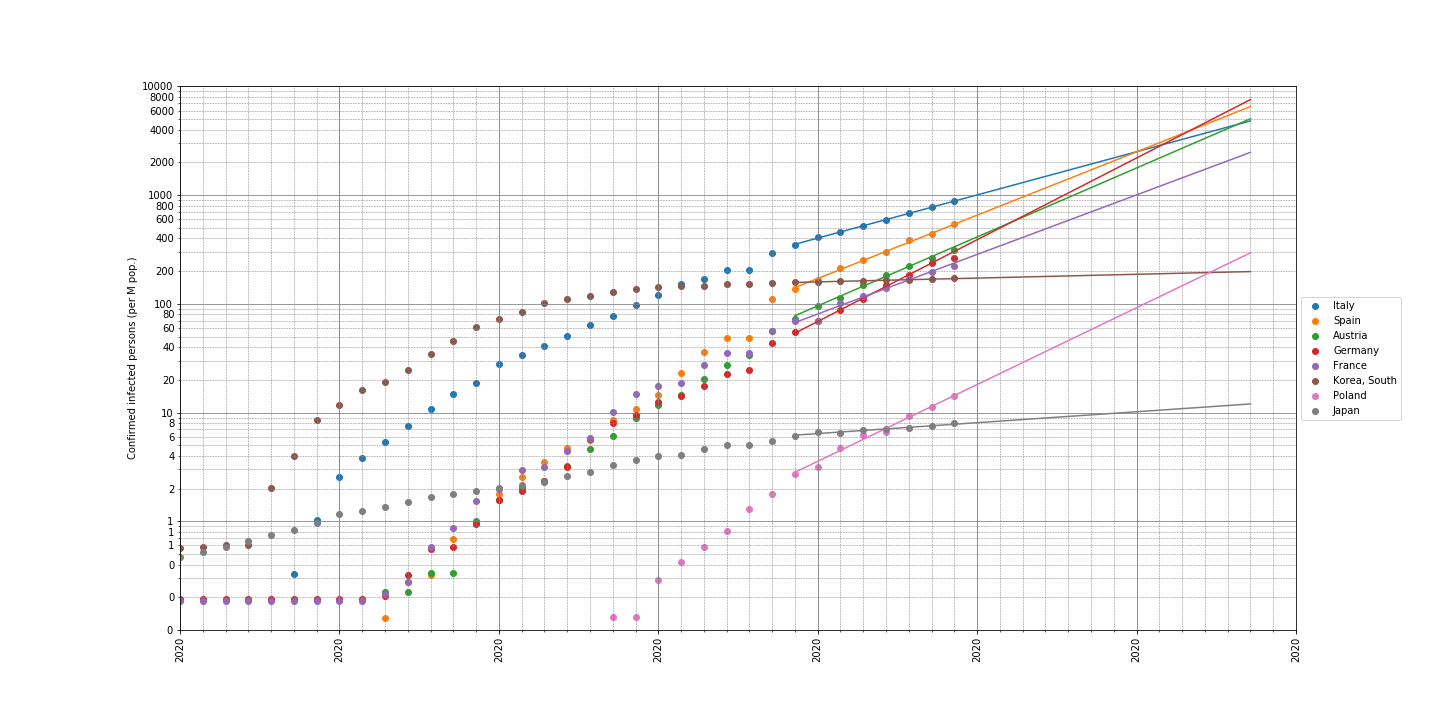 10000
8000
6000
4000
2000
1000
800
600
400
200
100
80
60
40
20
10
8
6
4
2
1
1
1
0
0
0
Confirmed infected persons (per M pop.)
2020 2020 2020 2020 2020 2020 2020 2020
Italy
Spain
Austria
Germany
France
Korea, South
Poland
Japan